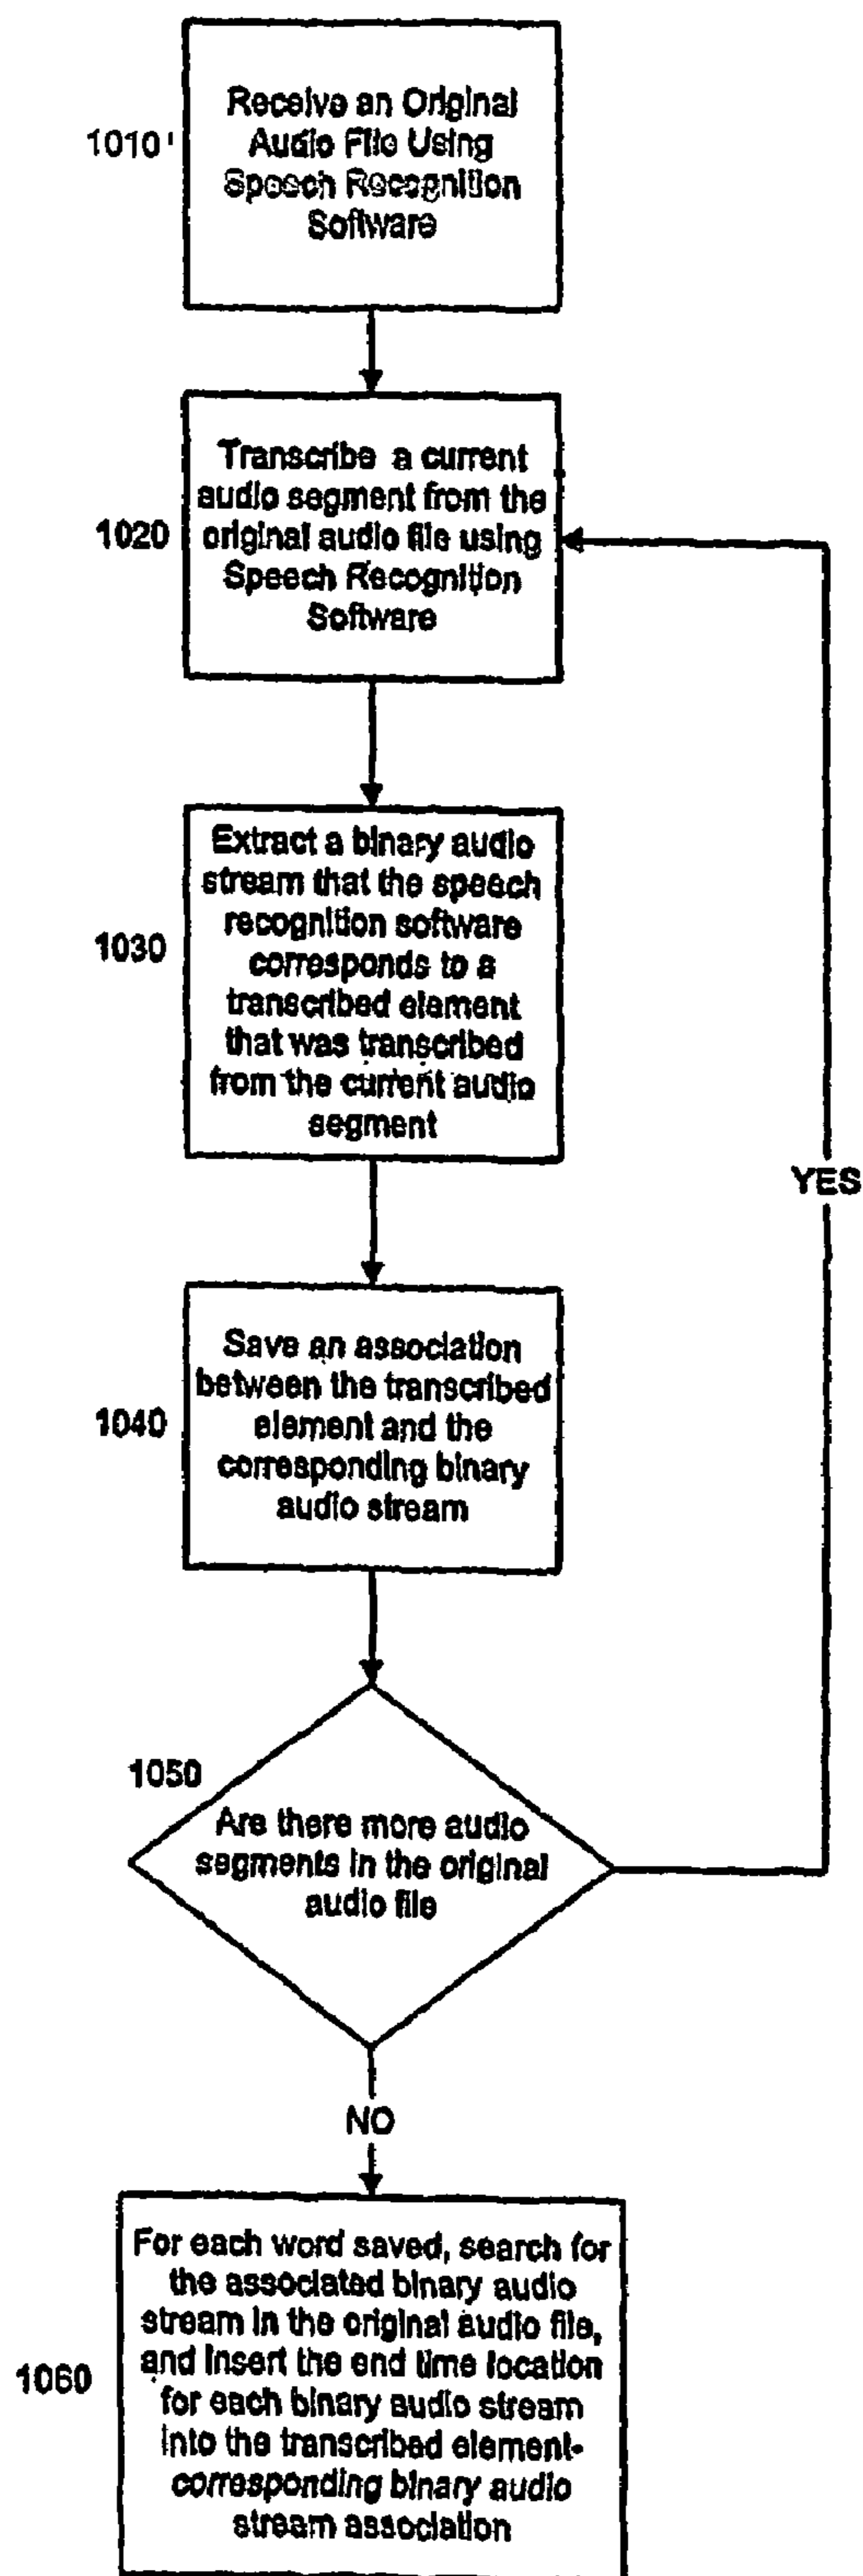 Receive an Original
Audio File Using
Speech Recognition
Software
1010
Transcribe a current
audio segment from the
original audio file using
Speech Recognition
Software
1020
Extract a binary audio
stream that the speech
recognition software
corresponds to a
transcribed element
that was transcribed
from the current audio
segment
1030
Save an association
between the transcribed
element and the
corresponding binary
audio stream
1040
1050
Are there more audio
segments in the original
audio file
YES
NO
For each word saved, search for
the associated binary audio
stream in the original audio file,
and insert the end time location
for each binary audio stream
into the transcribed element-
corresponding binary audio
stream association
1060